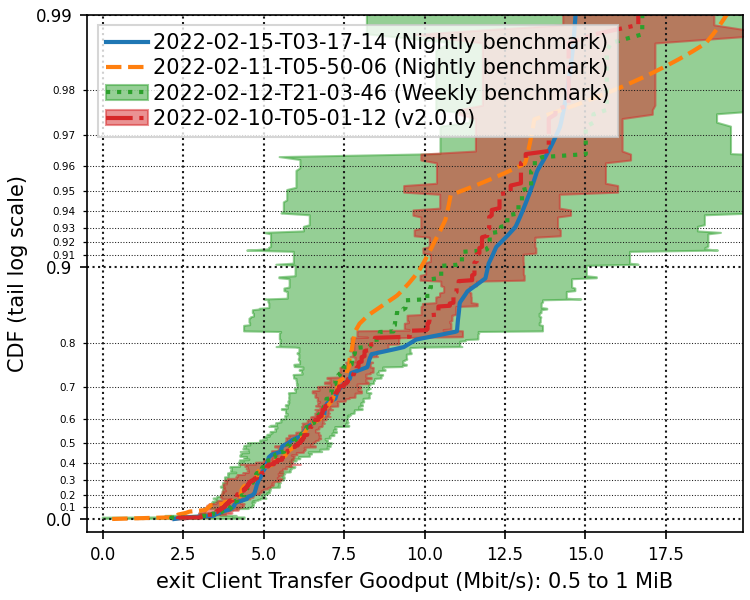 0.99
2022-02-15-T03-17-14 (Nightly benchmark)
2022-02-11-T05-50-06 (Nightly benchmark)
2022-02-12-T21-03-46 (Weekly benchmark)
2022-02-10-T05-01-12 (v2.0.0)
0.98
0.97
0.96
0.95
0.94
0.93
0.92
0.91
0.9
0.8
0.7
0.6
0.5
0.4
0.3
0.2
0.1
0.0
CDF (tail log scale)
0.0 2.5 5.0 7.5 10.0 12.5 15.0 17.5
exit Client Transfer Goodput (Mbit/s): 0.5 to 1 MiB